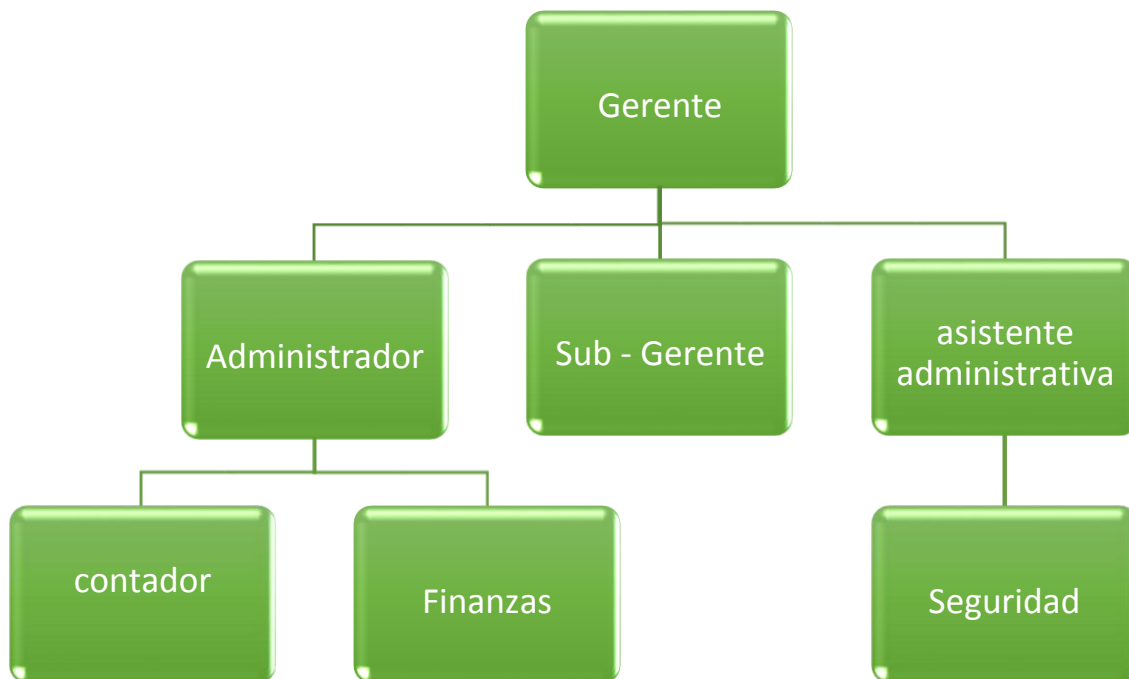 Gerente
Administrador
Sub - Gerente
asistente
administrativa
contador
Finanzas
Seguridad